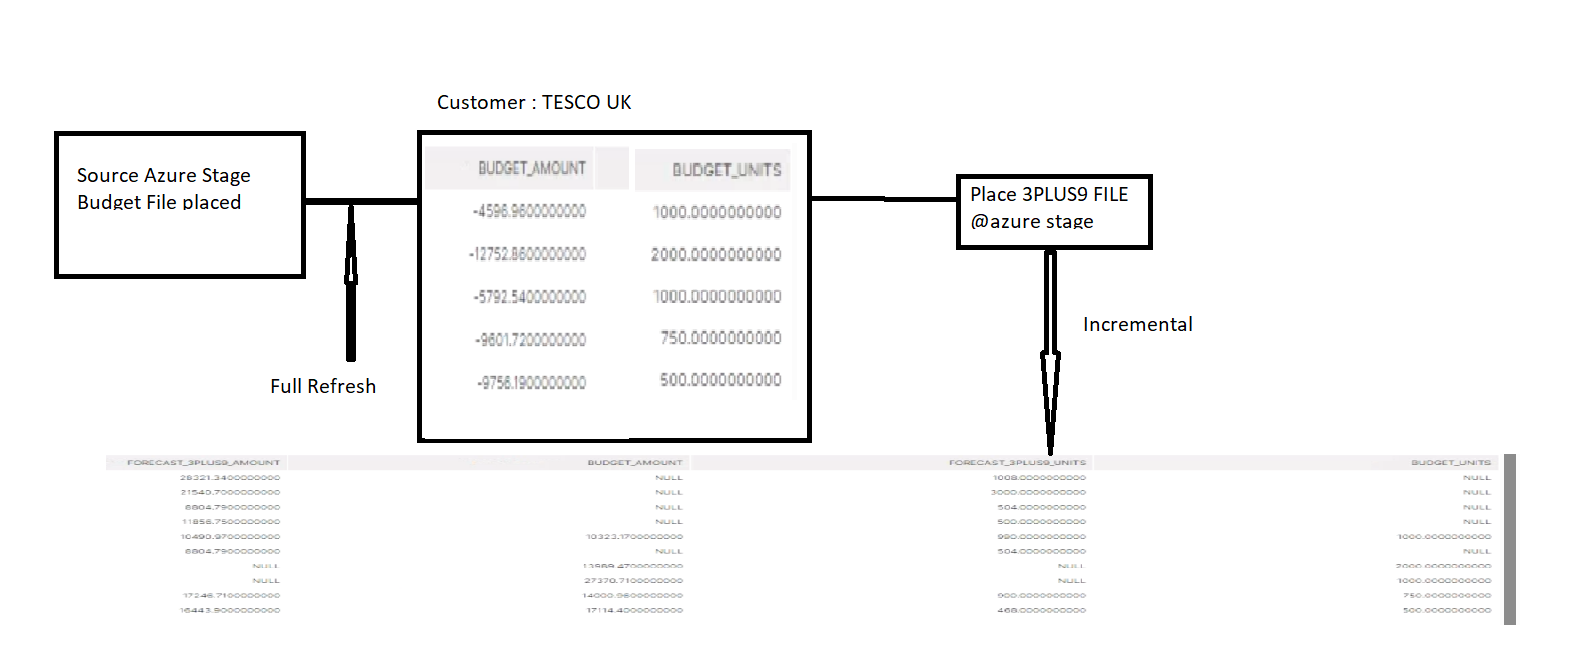 Customer : TESCO UK
Source Azure Stage
Budget File placed
BUDGET_AMOUNT BUDGET_UNITS
-4596.9600000000 1000.0000000000
-12752.8600000000 2000.0000000000
-5792.5400000000 1000.0000000000
-9601.7200000000 750.0000000000
-9756.1900000000 500.0000000000
Place 3PLUS9 FILE
@azure stage
Incremental
Full Refresh
FORECAST_3PLUS9_AMOUNT BUDGET_AMOUNT FORECAST_3PLUS9_UNITS BUDGET_UNITS
28321.3400000000 NULL 1008.0000000000 NULL
21540.7000000000 NULL 3000.0000000000 NULL
8804.7900000000 NULL 504.0000000000 NULL
11856.7500000000 NULL 500.0000000000 NULL
10490.9700000000 10323.1700000000 980.0000000000 1000.0000000000
8804.7900000000 NULL 504.0000000000 NULL
NULL 13989.4700000000 NULL 2000.0000000000
NULL 27370.7100000000 NULL 1000.0000000000
17246.7100000000 14000.9600000000 900.0000000000 750.0000000000
16443.9000000000 17114.4000000000 468.0000000000 500.0000000000